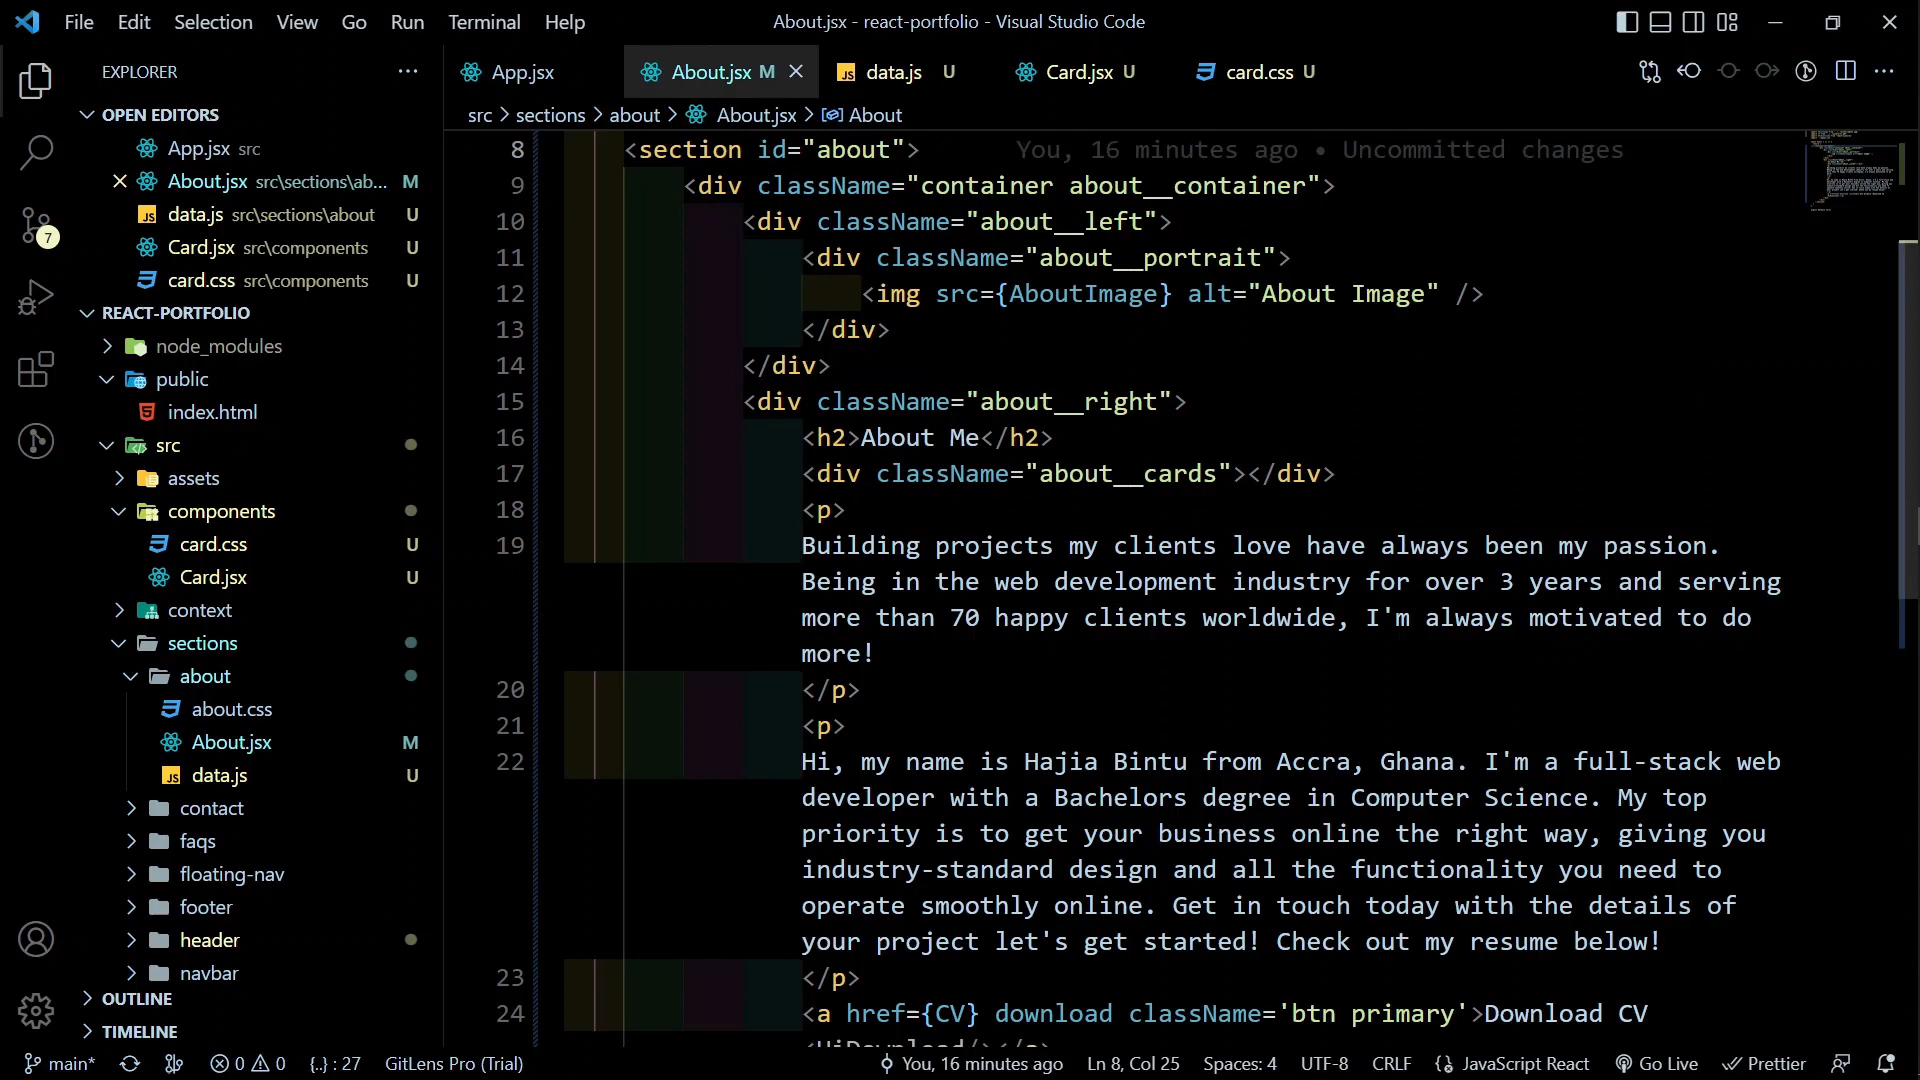 File Edit Selection View Go Run Terminal Help About.jsx - react-portfolio - Visual Studio Code
EXPLORER
OPEN EDITORS
App.jsx src
About.jsx src\sections\ab... M
data.js src\sections\about U
Card.jsx src\components U
card.css src\components U
REACT-PORTFOLIO
node_modules
public
index.html
src
assets
components
card.css U
Card.jsx U
context
sections
about
about.css
About.jsx M
data.js U
contact
faqs
floating-nav
footer
header
navbar
OUTLINE
TIMELINE
7
App.jsx About.jsx M data.js U Card.jsx U card.css U
src > sections > about > About.jsx > About
8 <section id="about"> You, 16 minutes ago • Uncommitted changes
9 <div className="container about__container">
10 <div className="about__left">
11 <div className="about__portrait">
12 <img src={AboutImage} alt="About Image" />
13 </div>
14 </div>
15 <div className="about__right">
16 <h2>About Me</h2>
17 <div className="about__cards"></div>
18 <p>
19 Building projects my clients love have always been my passion.
Being in the web development industry for over 3 years and serving
more than 70 happy clients worldwide, I'm always motivated to do
more!
20 </p>
21 <p>
22 Hi, my name is Hajia Bintu from Accra, Ghana. I'm a full-stack web
developer with a Bachelors degree in Computer Science. My top
priority is to get your business online the right way, giving you
industry-standard design and all the functionality you need to
operate smoothly online. Get in touch today with the details of
your project let's get started! Check out my resume below!
23 </p>
24 <a href={CV} download className='btn primary'>Download CV
<HiDownload/></a>
main* 0 0 {..} : 27 GitLens Pro (Trial) You, 16 minutes ago Ln 8, Col 25 Spaces: 4 UTF-8 CRLF JavaScript React Go Live Prettier